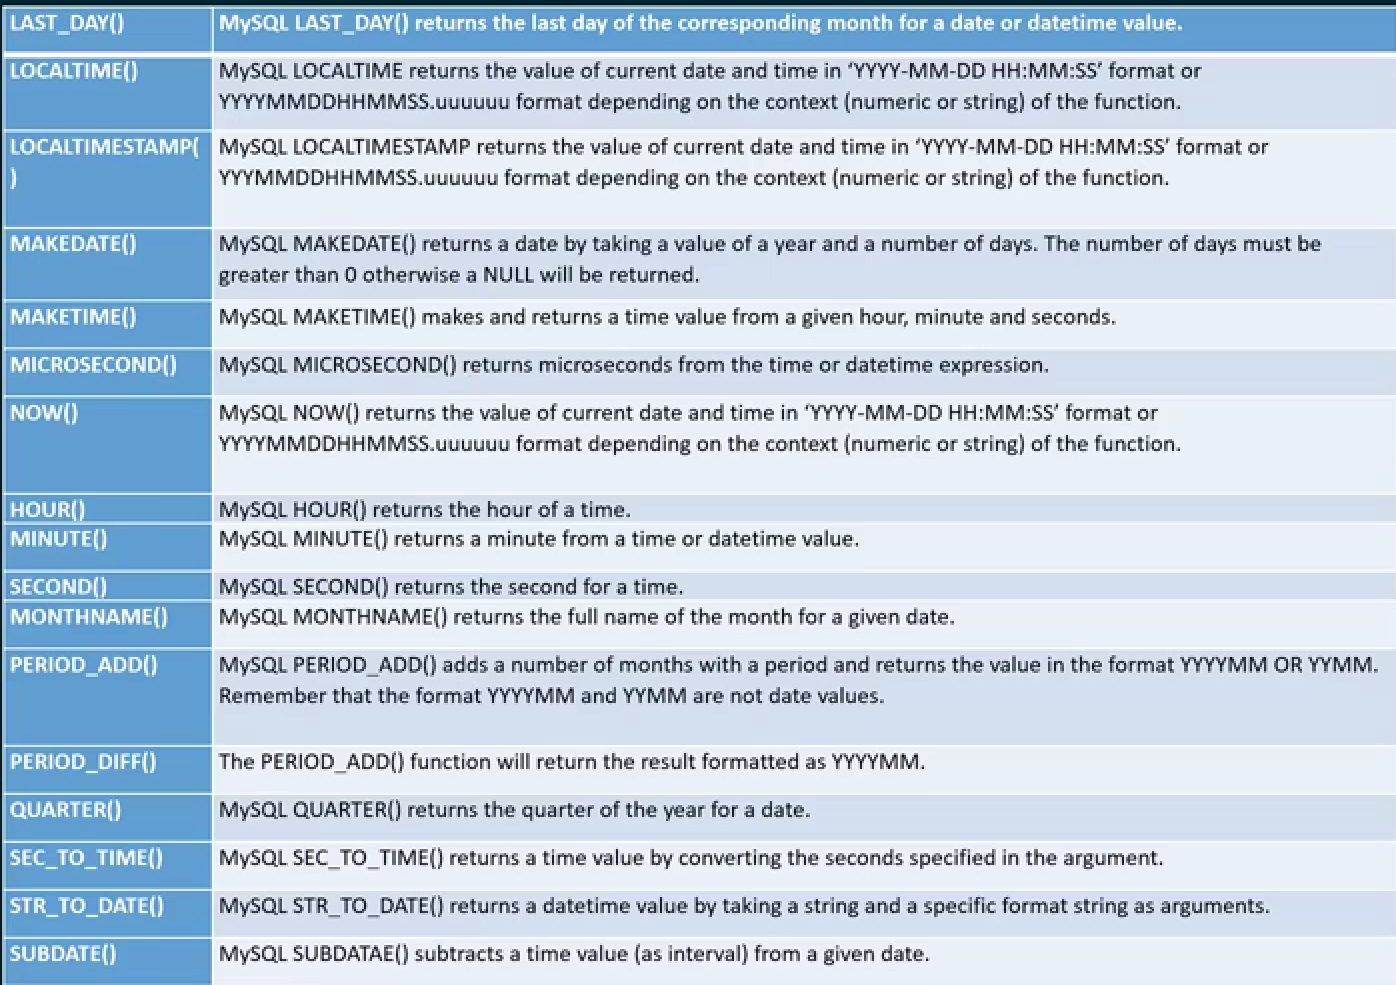 LAST_DAY() MySQL LAST_DAY() returns the last day of the corresponding month for a date or datetime value.
LOCALTIME() MySQL LOCALTIME returns the value of current date and time in ‘YYYY-MM-DD HH:MM:SS’ format or
YYYYMMDDHHMMSS.uuuuuu format depending on the context (numeric or string) of the function.
LOCALTIMESTAMP( MySQL LOCALTIMESTAMP returns the value of current date and time in ‘YYYY-MM-DD HH:MM:SS’ format or
) YYYMMDDHHMMSS.uuuuuu format depending on the context (numeric or string) of the function.
MAKEDATE() MySQL MAKEDATE() returns a date by taking a value of a year and a number of days. The number of days must be
greater than 0 otherwise a NULL will be returned.
MAKETIME() MySQL MAKETIME() makes and returns a time value from a given hour, minute and seconds.
MICROSECOND() MySQL MICROSECOND() returns microseconds from the time or datetime expression.
NOW() MySQL NOW() returns the value of current date and time in ‘YYYY-MM-DD HH:MM:SS’ format or
YYYYMMDDHHMMSS.uuuuuu format depending on the context (numeric or string) of the function.
HOUR() MySQL HOUR() returns the hour of a time.
MINUTE() MySQL MINUTE() returns a minute from a time or datetime value.
SECOND() MySQL SECOND() returns the second for a time.
MONTHNAME() MySQL MONTHNAME() returns the full name of the month for a given date.
PERIOD_ADD() MySQL PERIOD_ADD() adds a number of months with a period and returns the value in the format YYYYMM OR YYMM.
Remember that the format YYYYMM and YYMM are not date values.
PERIOD_DIFF() The PERIOD_ADD() function will return the result formatted as YYYYMM.
QUARTER() MySQL QUARTER() returns the quarter of the year for a date.
SEC_TO_TIME() MySQL SEC_TO_TIME() returns a time value by converting the seconds specified in the argument.
STR_TO_DATE() MySQL STR_TO_DATE() returns a datetime value by taking a string and a specific format string as arguments.
SUBDATE() MySQL SUBDATAE() subtracts a time value (as interval) from a given date.